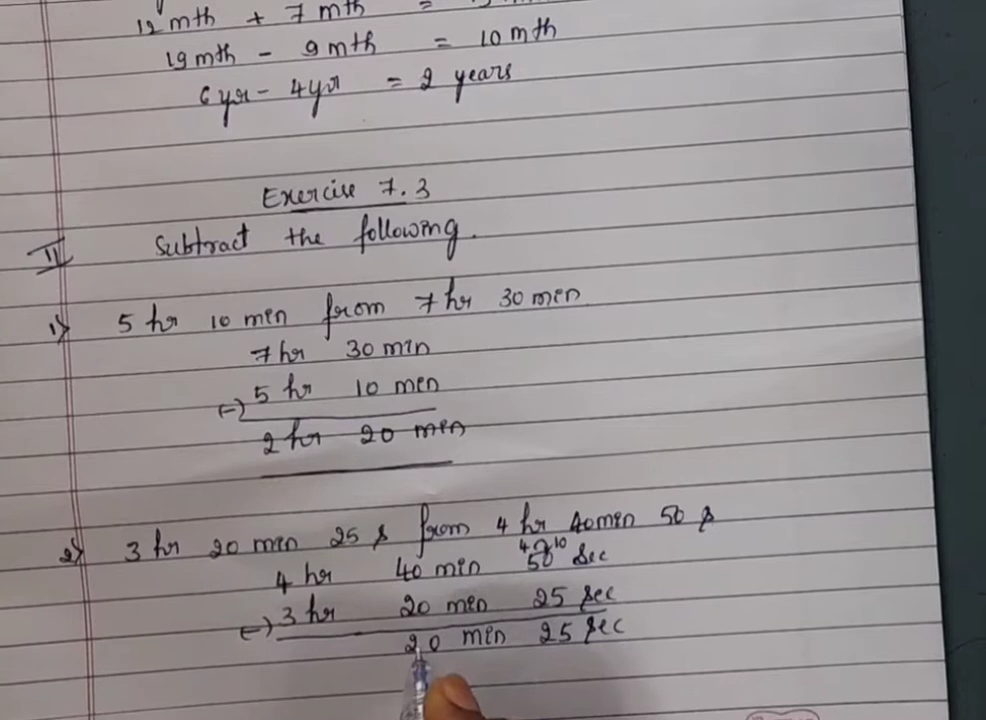 12 mth + 7 mth =
19 mth - 9 mth = 10 mth
6 yr - 4 yr = 2 years
Exercise 7.3
II Subtract the following.
1) 5 hr 10 min from 7 hr 30 min
7 hr 30 min
(-) 5 hr 10 min
2 hr 20 min
2) 3 hr 20 min 25 s from 4 hr 40 min 50 s
4 10
4 hr 40 min 50 sec
(-) 3 hr 20 min 25 sec
20 min 25 sec